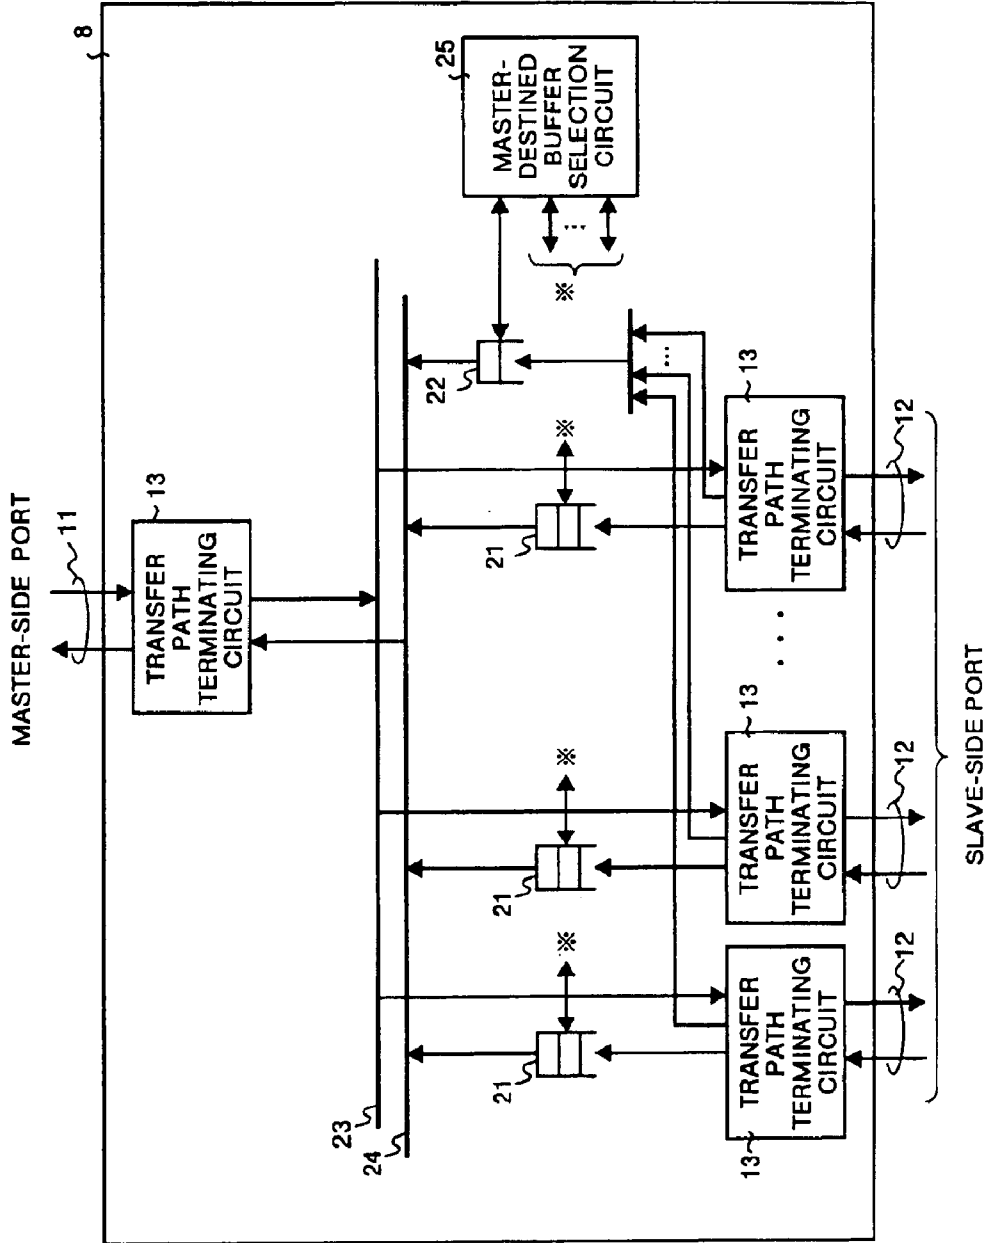 MASTER-SIDE PORT
11
8
13
TRANSFER
PATH
TERMINATING
CIRCUIT
25
MASTER-
DESTINED
BUFFER
SELECTION
CIRCUIT
...
※
23
24
22
21
※
21
※
21
※
...
13
TRANSFER
PATH
TERMINATING
CIRCUIT
13
TRANSFER
PATH
TERMINATING
CIRCUIT
. . . .
13
TRANSFER
PATH
TERMINATING
CIRCUIT
12
12
12
SLAVE-SIDE PORT